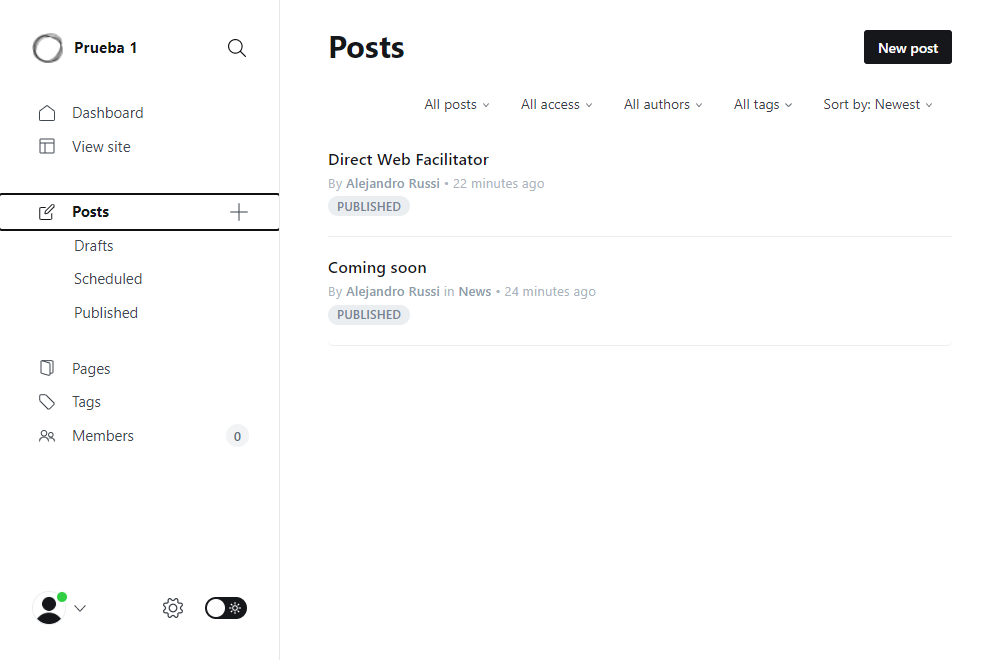 Prueba 1
Dashboard
View site
Posts
Drafts
Scheduled
Published
Pages
Tags
Members
0
Posts
New post
All posts
All access
All authors
All tags
Sort by: Newest
Direct Web Facilitator
By Alejandro Russi • 22 minutes ago
PUBLISHED
Coming soon
By Alejandro Russi in News • 24 minutes ago
PUBLISHED